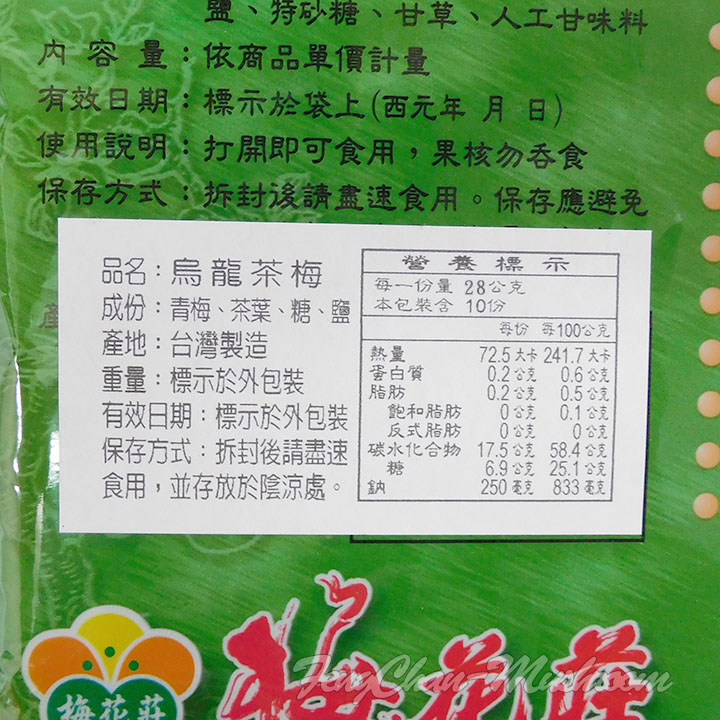 鹽、特砂糖、甘草、人工甘味料
內容量：依商品單價計量
有效日期：標示於袋上(西元年 月 日)
使用說明：打開即可食用，果核勿吞食
保存方式：拆封後請盡速食用。保存應避免
產
品名：烏龍茶梅
成份：青梅、茶葉、糖、鹽
產地：台灣製造
重量：標示於外包裝
有效日期：標示於外包裝
保存方式：拆封後請盡速
食用，並存放於陰涼處。
營養標示
每一份量 28公克
本包裝含 10份
每份 每100公克
熱量 72.5大卡 241.7大卡
蛋白質 0.2公克 0.6公克
脂肪 0.2公克 0.5公克
飽和脂肪 0公克 0.1公克
反式脂肪 0公克 0公克
碳水化合物 17.5公克 58.4公克
糖 6.9公克 25.1公克
鈉 250毫克 833毫克
梅花莊
梅花莊
FengChan-Mushroom